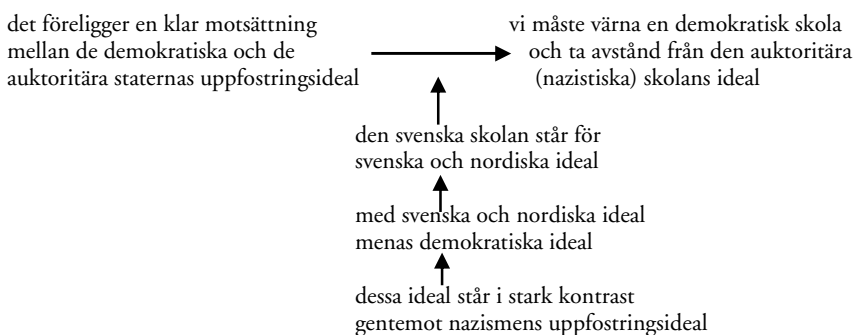 det föreligger en klar motsättning
mellan de demokratiska och de
auktoritära staternas uppfostringsideal
vi måste värna en demokratisk skola
och ta avstånd från den auktoritära
(nazistiska) skolans ideal
den svenska skolan står för
svenska och nordiska ideal
med svenska och nordiska ideal
menas demokratiska ideal
dessa ideal står i stark kontrast
gentemot nazismens uppfostringsideal